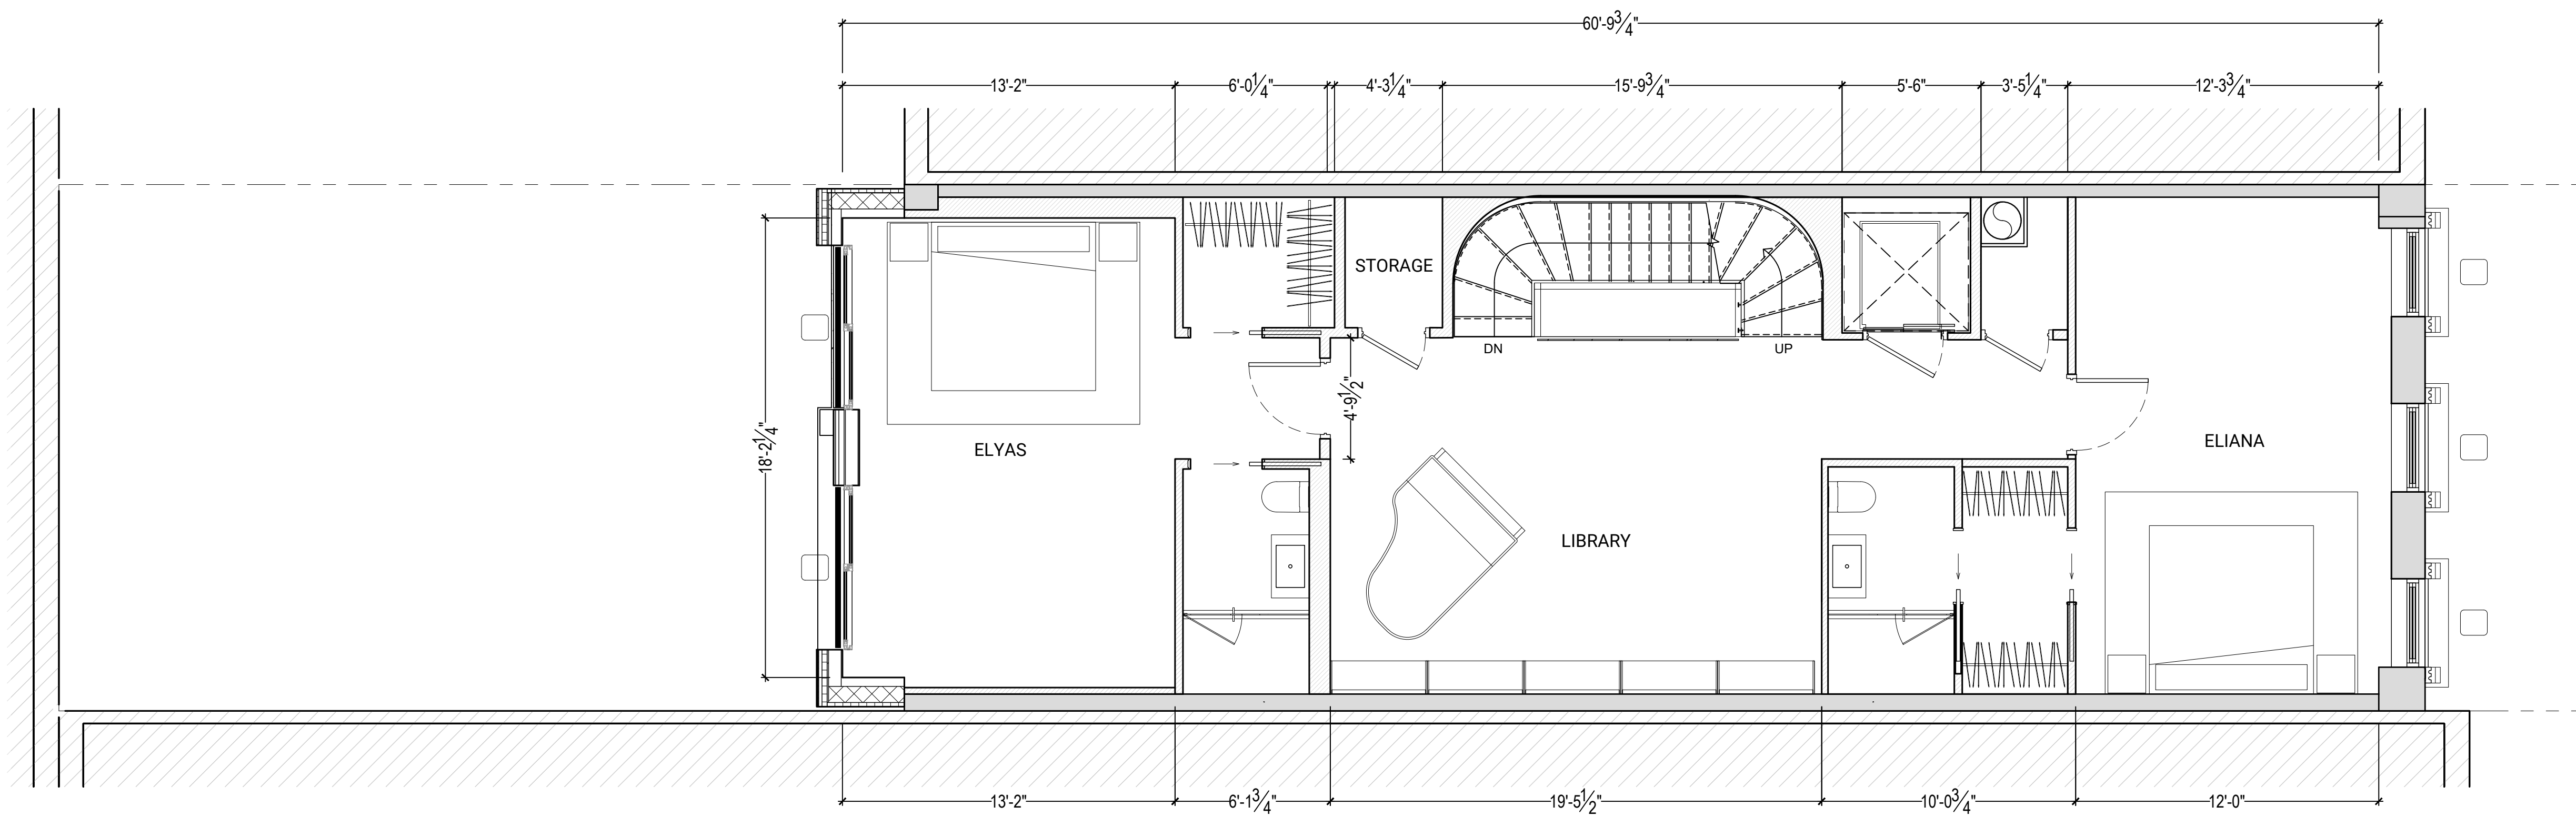 60'-9 3/4"
13'-2"
6'-0 1/4"
4'-3 1/4"
15'-9 3/4"
5'-6"
3'-5 1/4"
12'-3 3/4"
STORAGE
DN
UP
4'-9 1/2"
18'-2 1/4"
ELYAS
ELIANA
LIBRARY
13'-2"
6'-1 3/4"
19'-5 1/2"
10'-0 3/4"
12'-0"